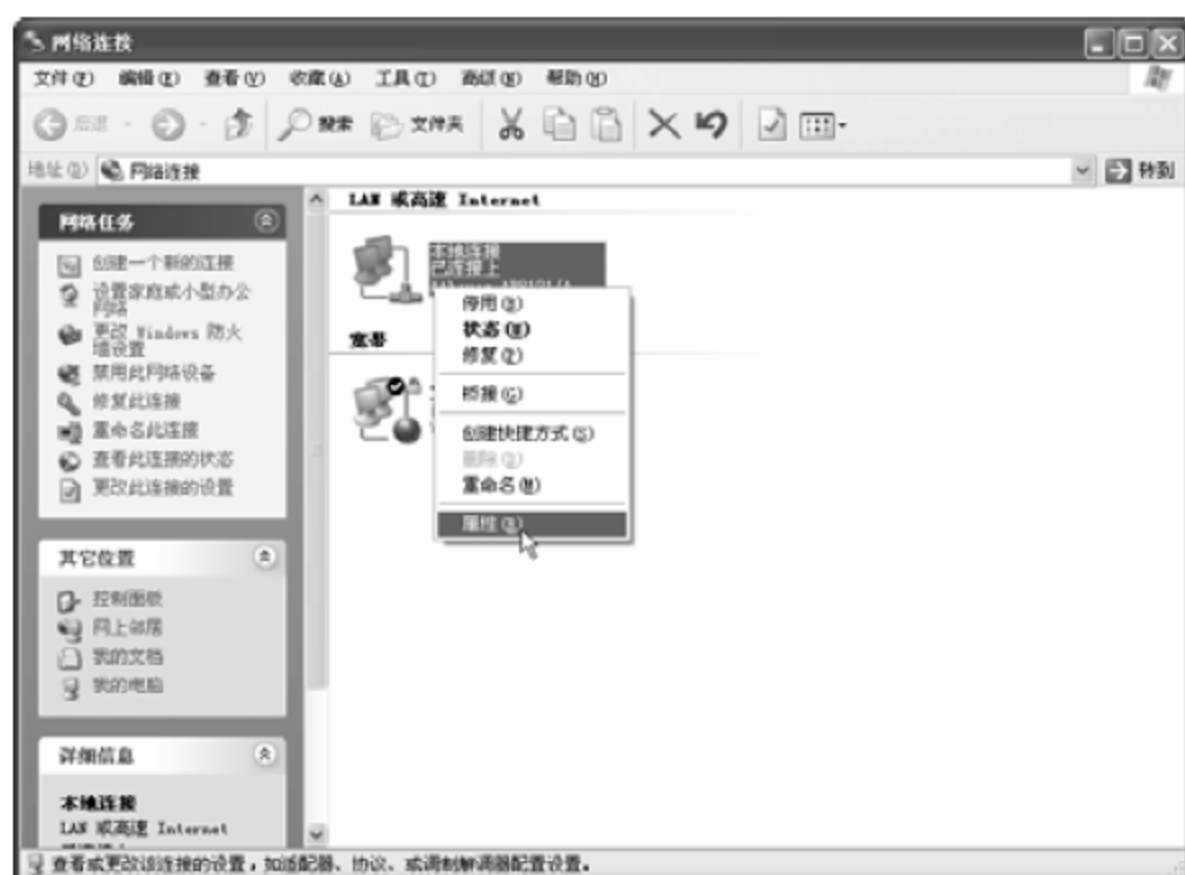 网络连接
文件(F) 编辑(E) 查看(V) 收藏(A) 工具(T) 高级(N) 帮助(H)
后退 搜索 文件夹
地址(D) 网络连接 转到
网络任务
创建一个新的连接
设置家庭或小型办公
网络
更改 Windows 防火
墙设置
禁用此网络设备
修复此连接
重命名此连接
查看此连接的状态
更改此连接的设置
其它位置
控制面板
网上邻居
我的文档
我的电脑
详细信息
本地连接
LAN 或高速 Internet
LAN 或高速 Internet
本地连接
已连接上
宽带
停用(B)
状态(U)
修复(P)
桥接(G)
创建快捷方式(S)
删除(D)
重命名(M)
属性(R)
查看或更改该连接的设置，如适配器、协议、或调制解调器配置设置。